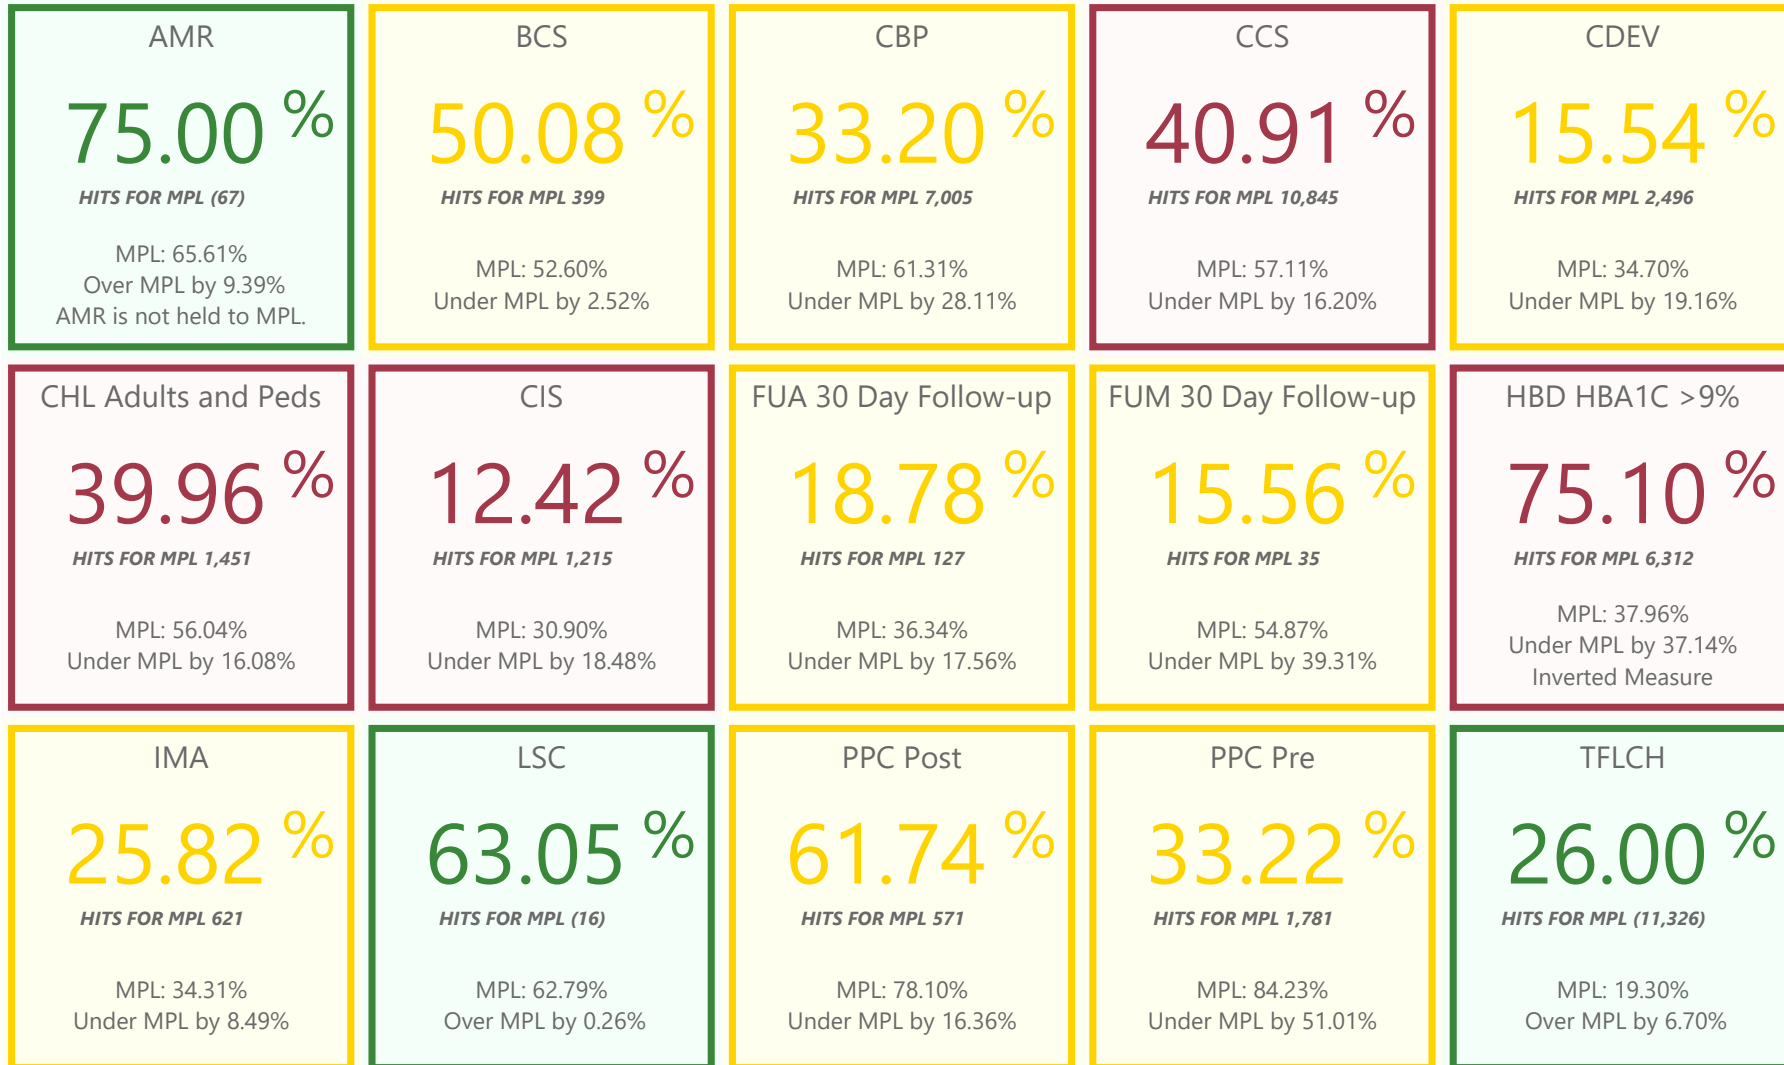 AMR
75.00 %
HITS FOR MPL (67)
MPL: 65.61%
Over MPL by 9.39%
AMR is not held to MPL.
BCS
50.08 %
HITS FOR MPL 399
MPL: 52.60%
Under MPL by 2.52%
CBP
33.20 %
HITS FOR MPL 7,005
MPL: 61.31%
Under MPL by 28.11%
CCS
40.91 %
HITS FOR MPL 10,845
MPL: 57.11%
Under MPL by 16.20%
CDEV
15.54 %
HITS FOR MPL 2,496
MPL: 34.70%
Under MPL by 19.16%
CHL Adults and Peds
39.96 %
HITS FOR MPL 1,451
MPL: 56.04%
Under MPL by 16.08%
CIS
12.42 %
HITS FOR MPL 1,215
MPL: 30.90%
Under MPL by 18.48%
FUA 30 Day Follow-up
18.78 %
HITS FOR MPL 127
MPL: 36.34%
Under MPL by 17.56%
FUM 30 Day Follow-up
15.56 %
HITS FOR MPL 35
MPL: 54.87%
Under MPL by 39.31%
HBD HBA1C >9%
75.10 %
HITS FOR MPL 6,312
MPL: 37.96%
Under MPL by 37.14%
Inverted Measure
IMA
25.82 %
HITS FOR MPL 621
MPL: 34.31%
Under MPL by 8.49%
LSC
63.05 %
HITS FOR MPL (16)
MPL: 62.79%
Over MPL by 0.26%
PPC Post
61.74 %
HITS FOR MPL 571
MPL: 78.10%
Under MPL by 16.36%
PPC Pre
33.22 %
HITS FOR MPL 1,781
MPL: 84.23%
Under MPL by 51.01%
TFLCH
26.00 %
HITS FOR MPL (11,326)
MPL: 19.30%
Over MPL by 6.70%